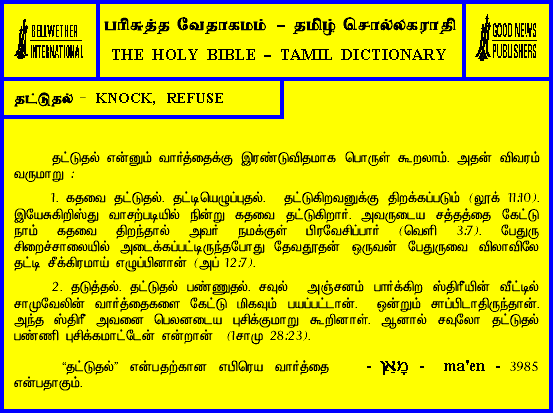 BELLWETHER
INTERNATIONAL
பரிசுத்த வேதாகமம் - தமிழ் சொல்லகராதி
THE HOLY BIBLE - TAMIL DICTIONARY
GOOD NEWS
PUBLISHERS
தட்டுதல் - KNOCK, REFUSE
தட்டுதல் என்னும் வார்த்தைக்கு இரண்டுவிதமாக பொருள் கூறலாம். அதன் விவரம்
வருமாறு :
1. கதவை தட்டுதல். தட்டியெழுப்புதல். தட்டுகிறவனுக்கு திறக்கப்படும் (லூக் 11:10).
இயேசுகிறிஸ்து வாசற்படியில் நின்று கதவை தட்டுகிறார். அவருடைய சத்தத்தை கேட்டு
நாம் கதவை திறந்தால் அவர் நமக்குள் பிரவேசிப்பார் (வெளி 3:7). பேதுரு
சிறைச்சாலையில் அடைக்கப்பட்டிருந்தபோது தேவதூதன் ஒருவன் பேதுருவை விலாவிலே
தட்டி சீக்கிரமாய் எழுப்பினான் (அப் 12:7).
2. தடுத்தல். தட்டுதல் பண்ணுதல். சவுல் அஞ்சனம் பார்க்கிற ஸ்திரீயின் வீட்டில்
சாமுவேலின் வார்த்தைகளை கேட்டு மிகவும் பயப்பட்டான். ஒன்றும் சாப்பிடாதிருந்தான்.
அந்த ஸ்திரீ அவனை பெலனடைய புசிக்குமாறு கூறினாள். ஆனால் சவுலோ தட்டுதல்
பண்ணி புசிக்கமாட்டேன் என்றான் (1சாமு 28:23).
“தட்டுதல்” என்பதற்கான எபிரெய வார்த்தை - מָאֵן - ma'en - 3985
என்பதாகும்.